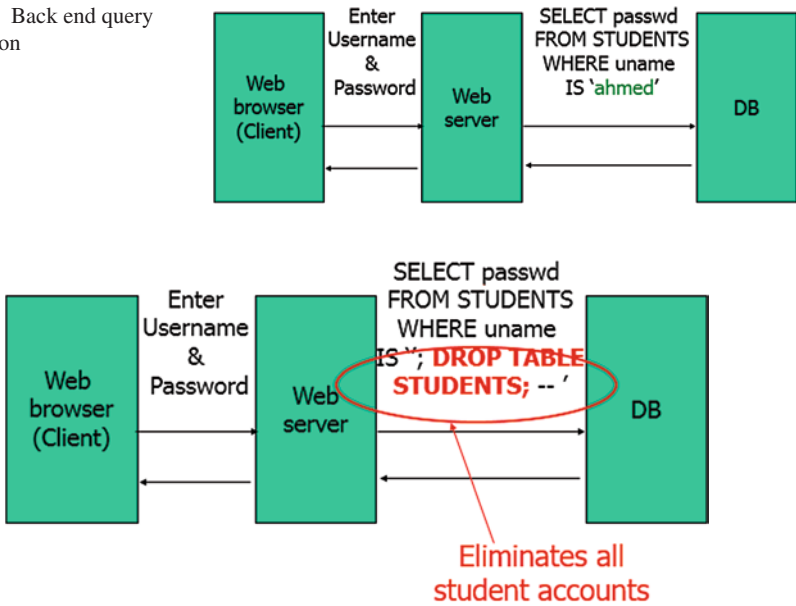 Back end query
on
Enter
Username
&
Password
SELECT passwd
FROM STUDENTS
WHERE uname
IS ‘ahmed’
Web
browser
(Client)
Web
server
DB
SELECT passwd
FROM STUDENTS
WHERE uname
IS ‘’; DROP TABLE
STUDENTS; -- ’
Enter
Username
&
Password
Web
browser
(Client)
Web
server
DB
Eliminates all
student accounts